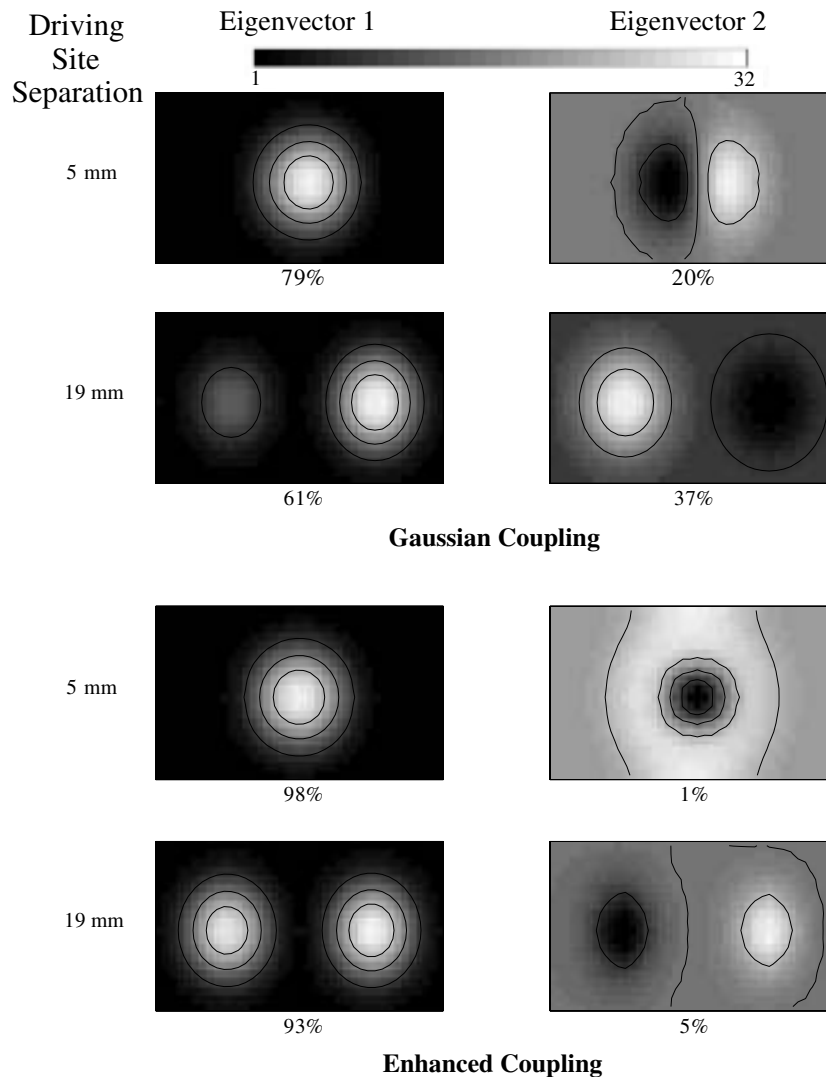 Driving
Site
Separation
Eigenvector 1
Eigenvector 2
1
32
5 mm
79%
20%
19 mm
61%
37%
Gaussian Coupling
5 mm
98%
1%
19 mm
93%
5%
Enhanced Coupling